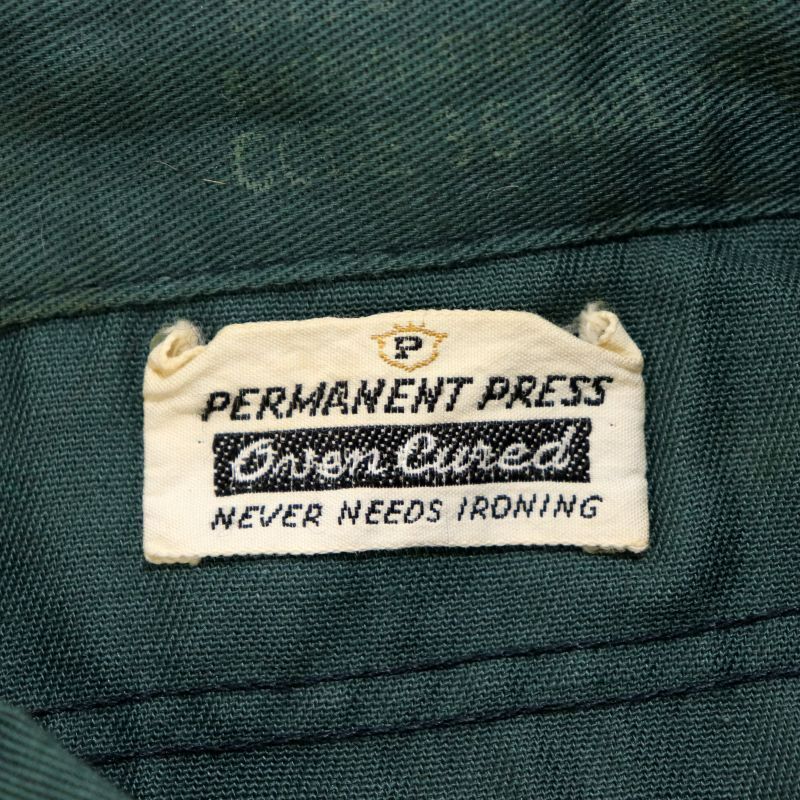 P
PERMANENT PRESS
Oven Cured
NEVER NEEDS IRONING